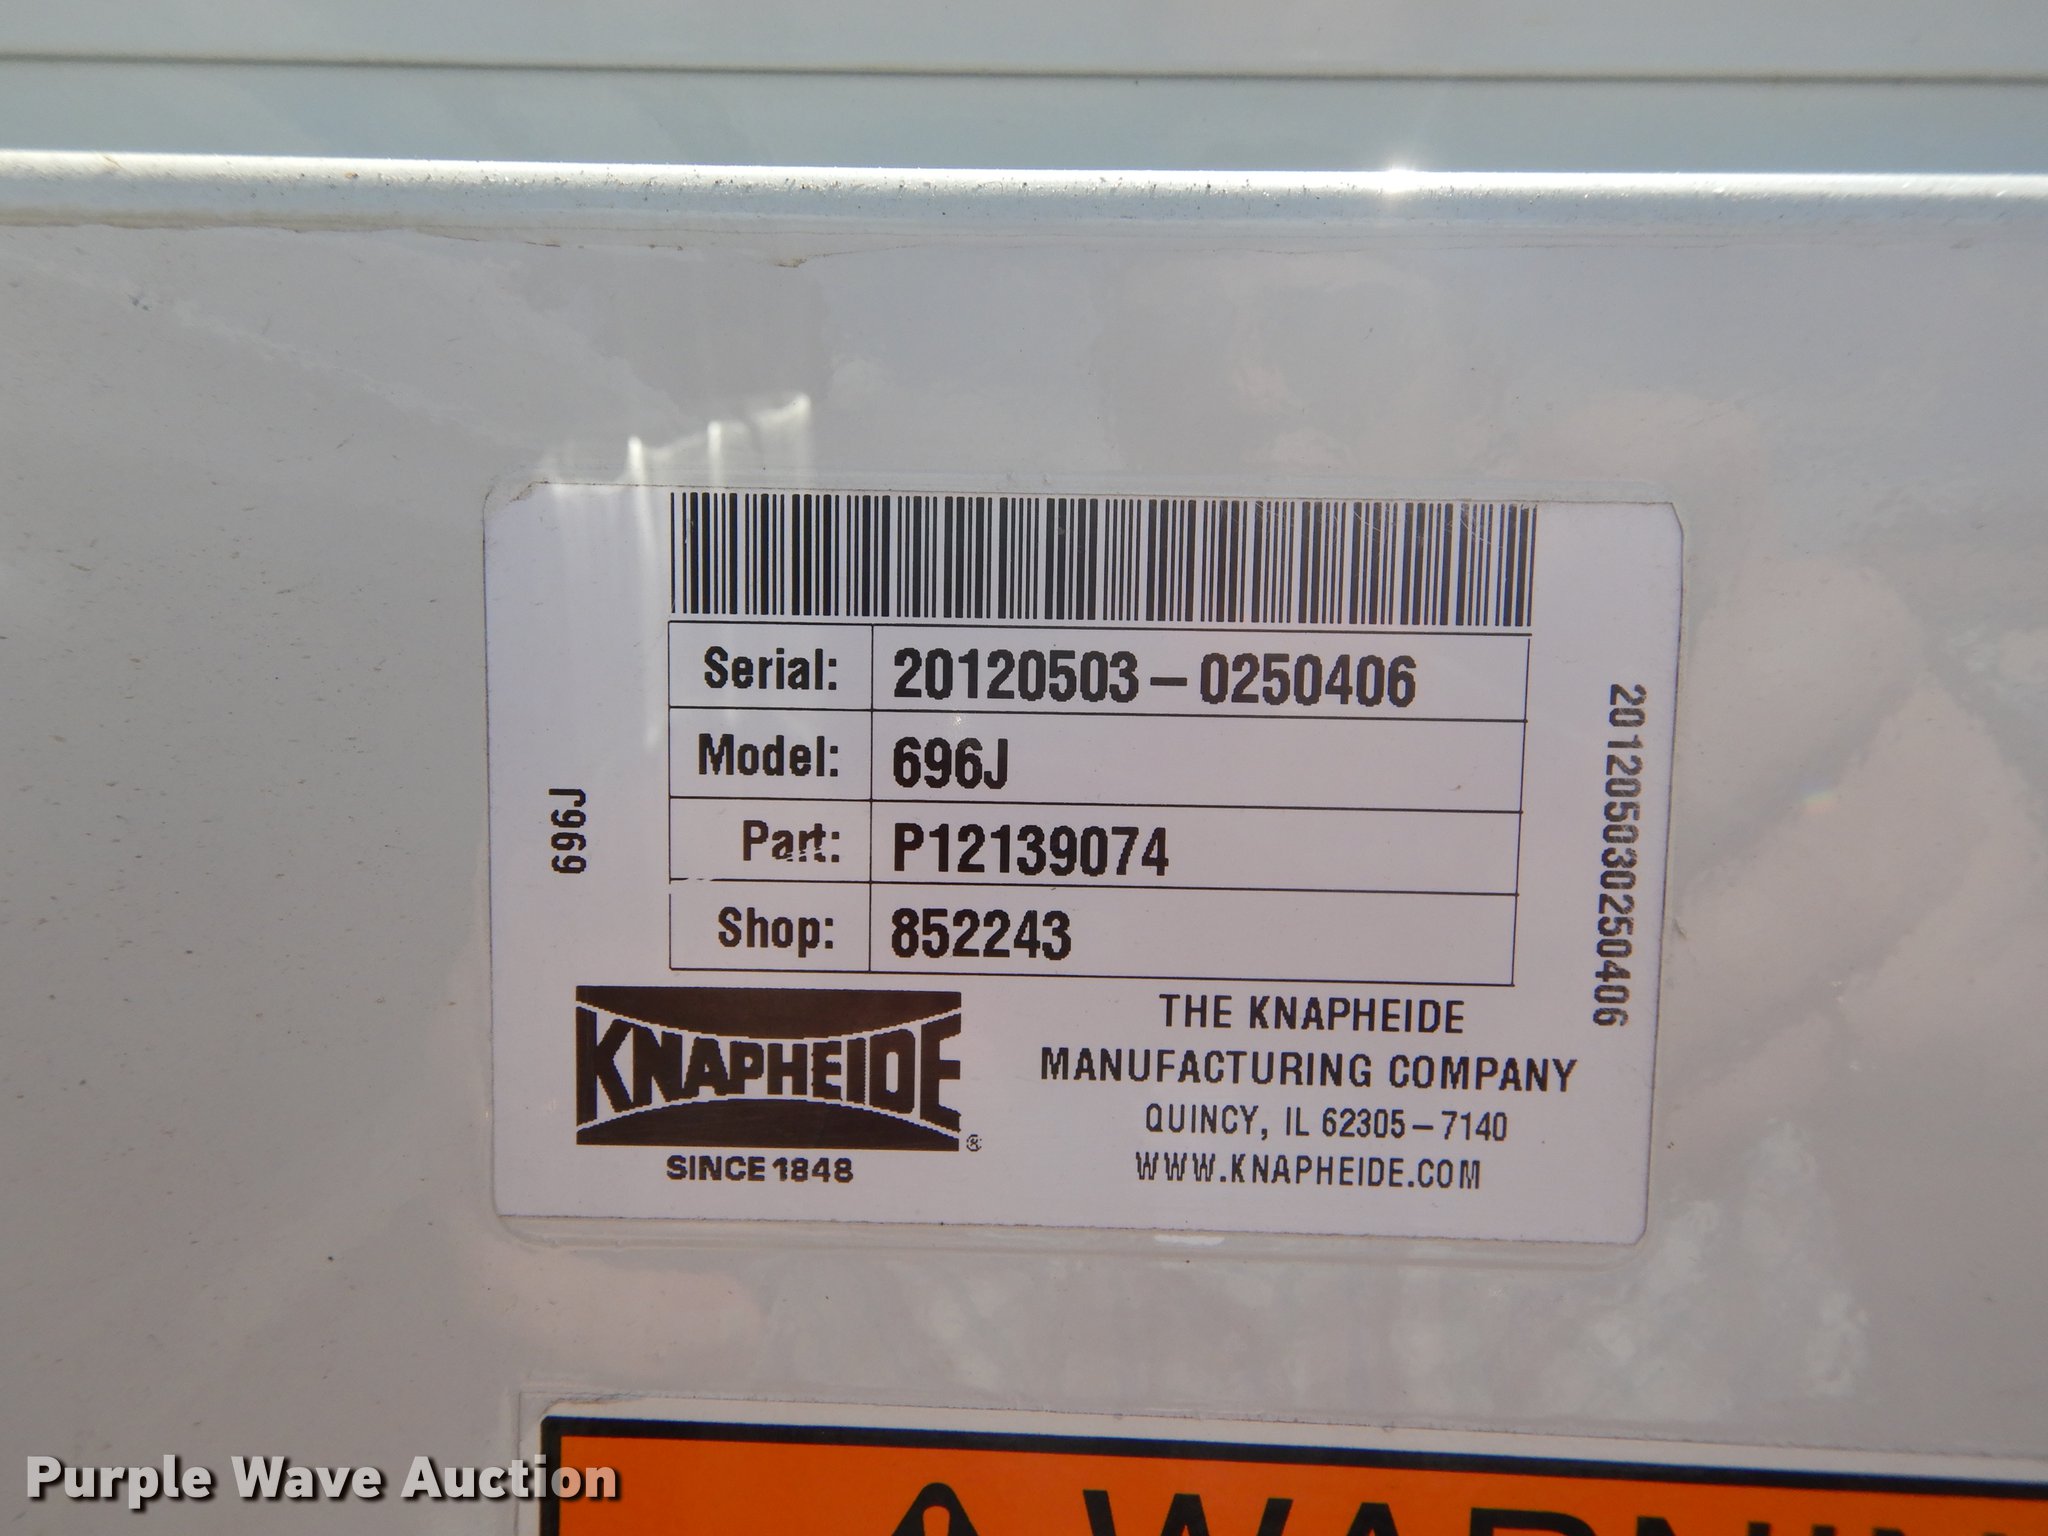 Serial: 20120503-0250406
Model: 696J
Part: P12139074
Shop: 852243
696J
201205030250406
KNAPHEIDE®
SINCE 1848
THE KNAPHEIDE
MANUFACTURING COMPANY
QUINCY, IL 62305-7140
WWW.KNAPHEIDE.COM
Purple Wave Auction